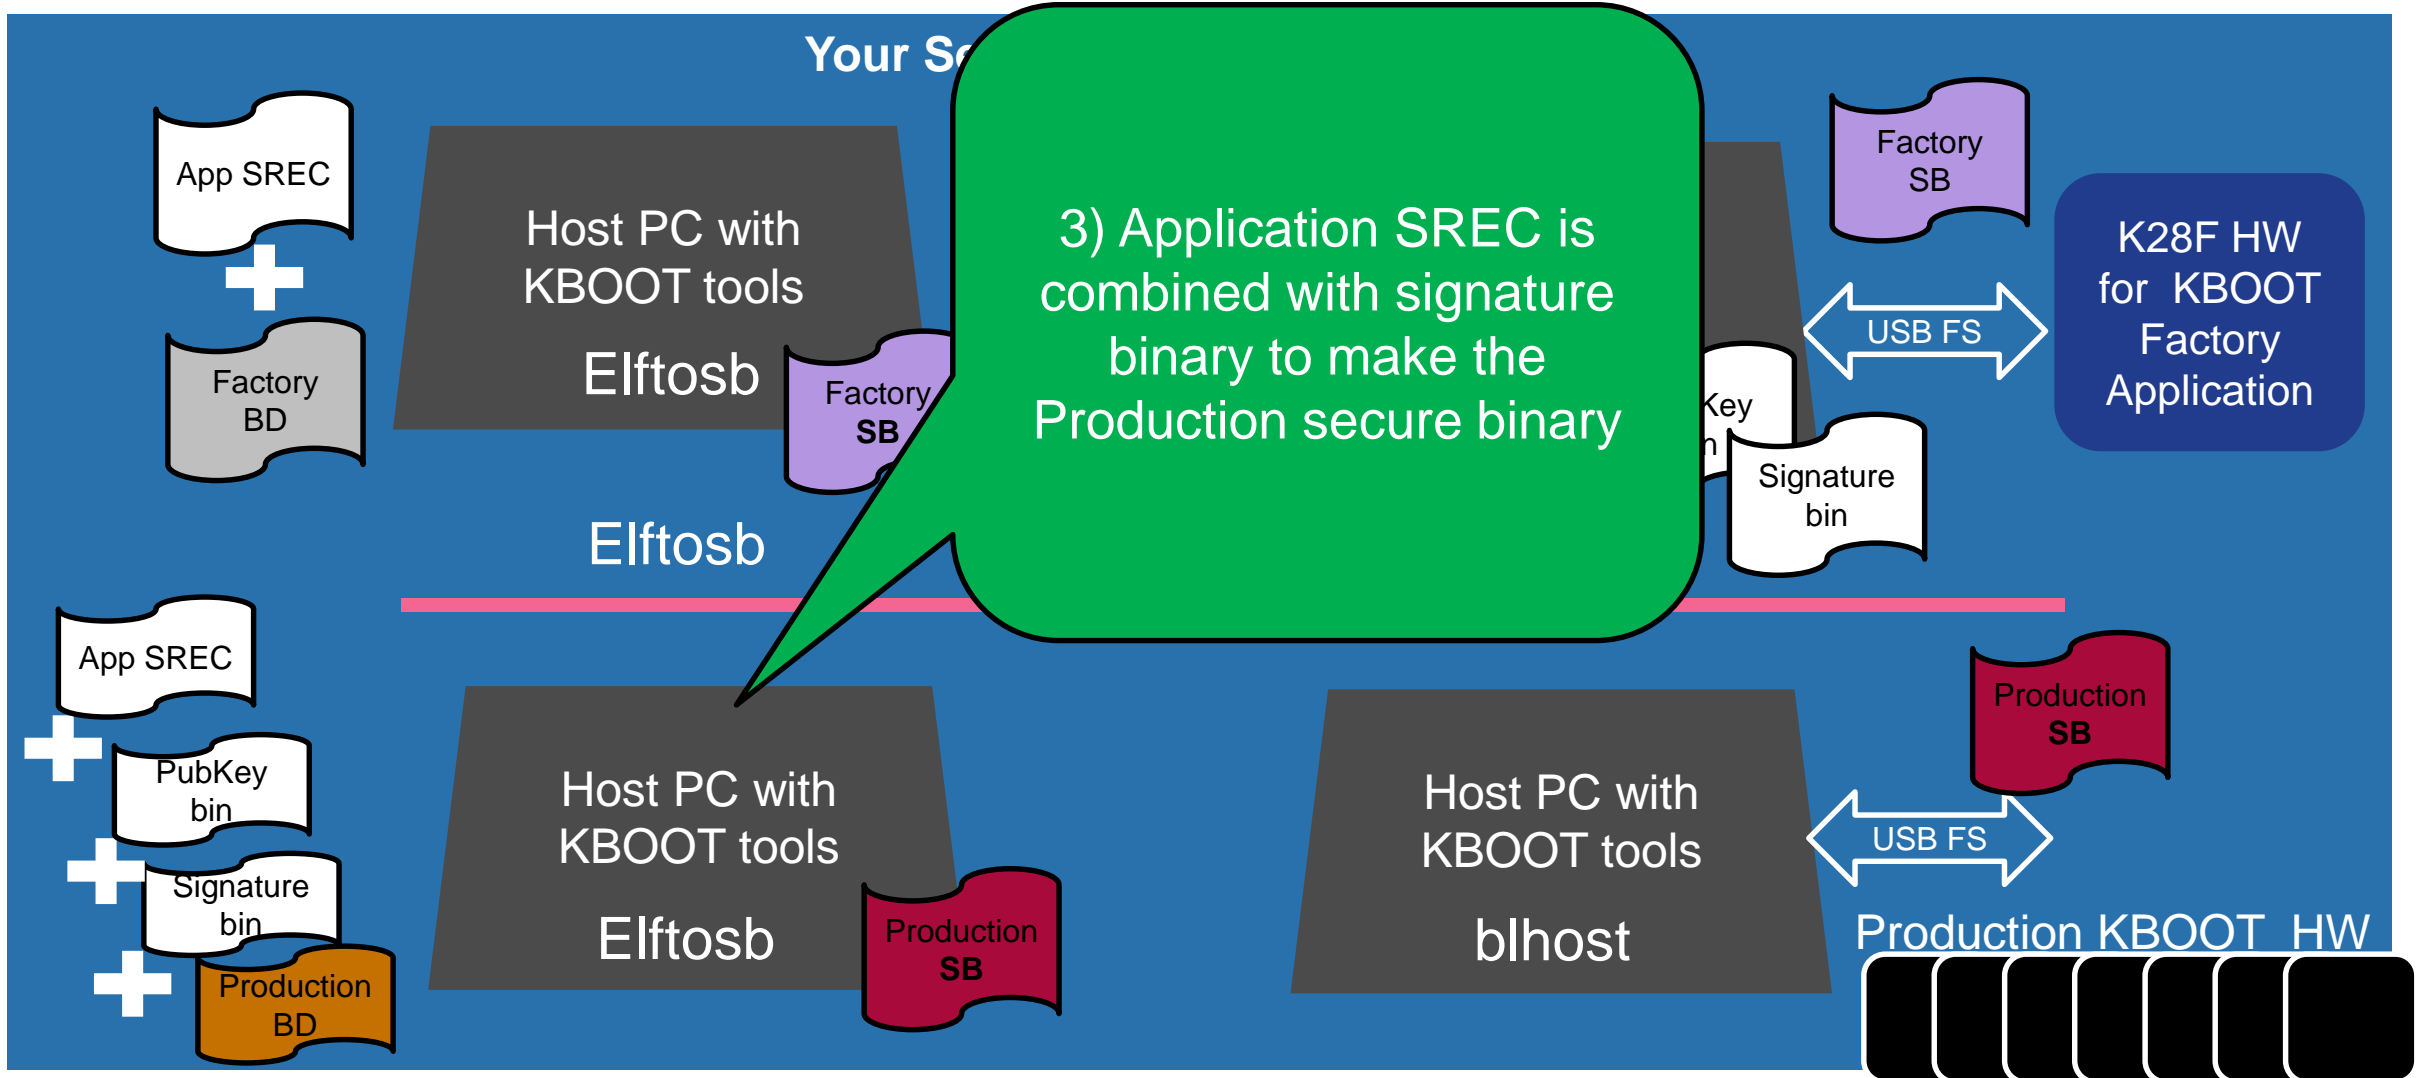 Your
App SREC
Factory
BD
Host PC with
KBOOT tools
Elftosb
Factory
SB
Elftosb
3) Application SREC is
combined with signature
binary to make the
Production secure binary
Factory
SB
USB FS
K28F HW
for KBOOT
Factory
Application
Key
Signature
bin
App SREC
PubKey
bin
Signature
bin
Production
BD
Host PC with
KBOOT tools
Elftosb
Production
SB
Host PC with
KBOOT tools
blhost
Production
SB
USB FS
Production KBOOT HW